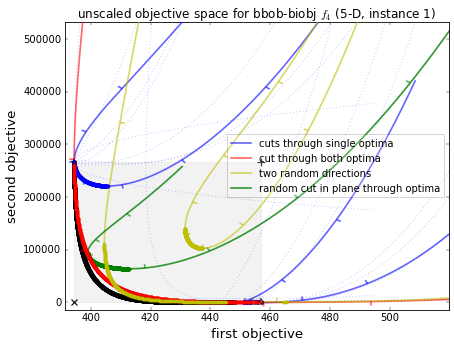 unscaled objective space for bbob-biobj f₄ (5-D, instance 1)
500000
400000
300000
200000
100000
0
second objective
cuts through single optima
cut through both optima
two random directions
random cut in plane through optima
400 420 440 460 480 500
first objective